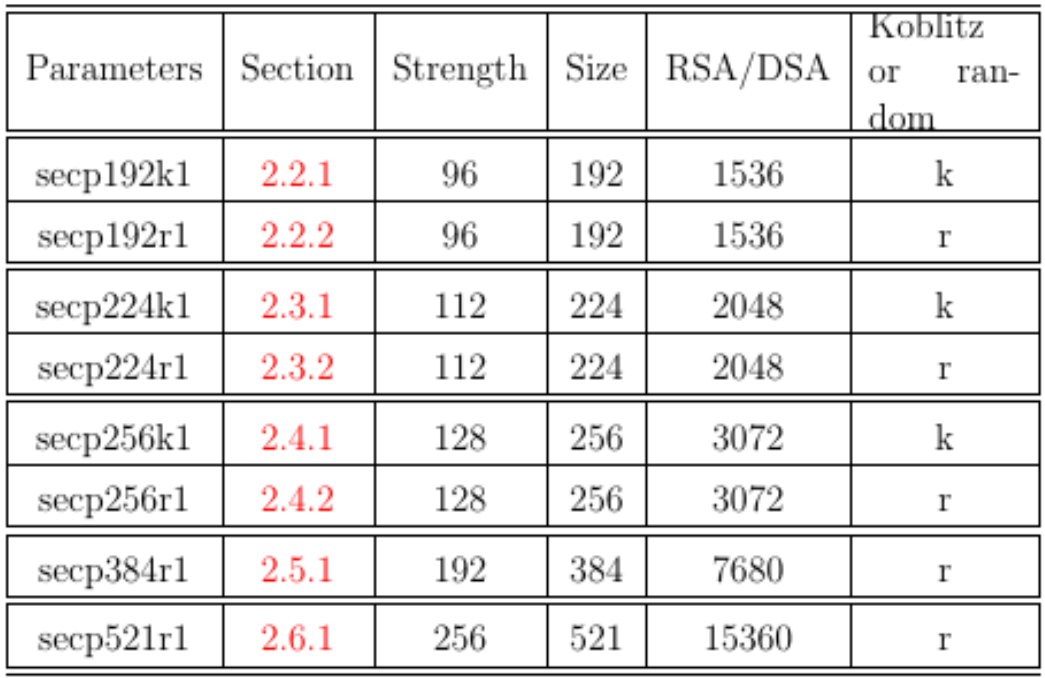 Parameters Section Strength Size RSA/DSA Koblitz
or ran-
dom
secp192k1 2.2.1 96 192 1536 k
secp192r1 2.2.2 96 192 1536 r
secp224k1 2.3.1 112 224 2048 k
secp224r1 2.3.2 112 224 2048 r
secp256k1 2.4.1 128 256 3072 k
secp256r1 2.4.2 128 256 3072 r
secp384r1 2.5.1 192 384 7680 r
secp521r1 2.6.1 256 521 15360 r